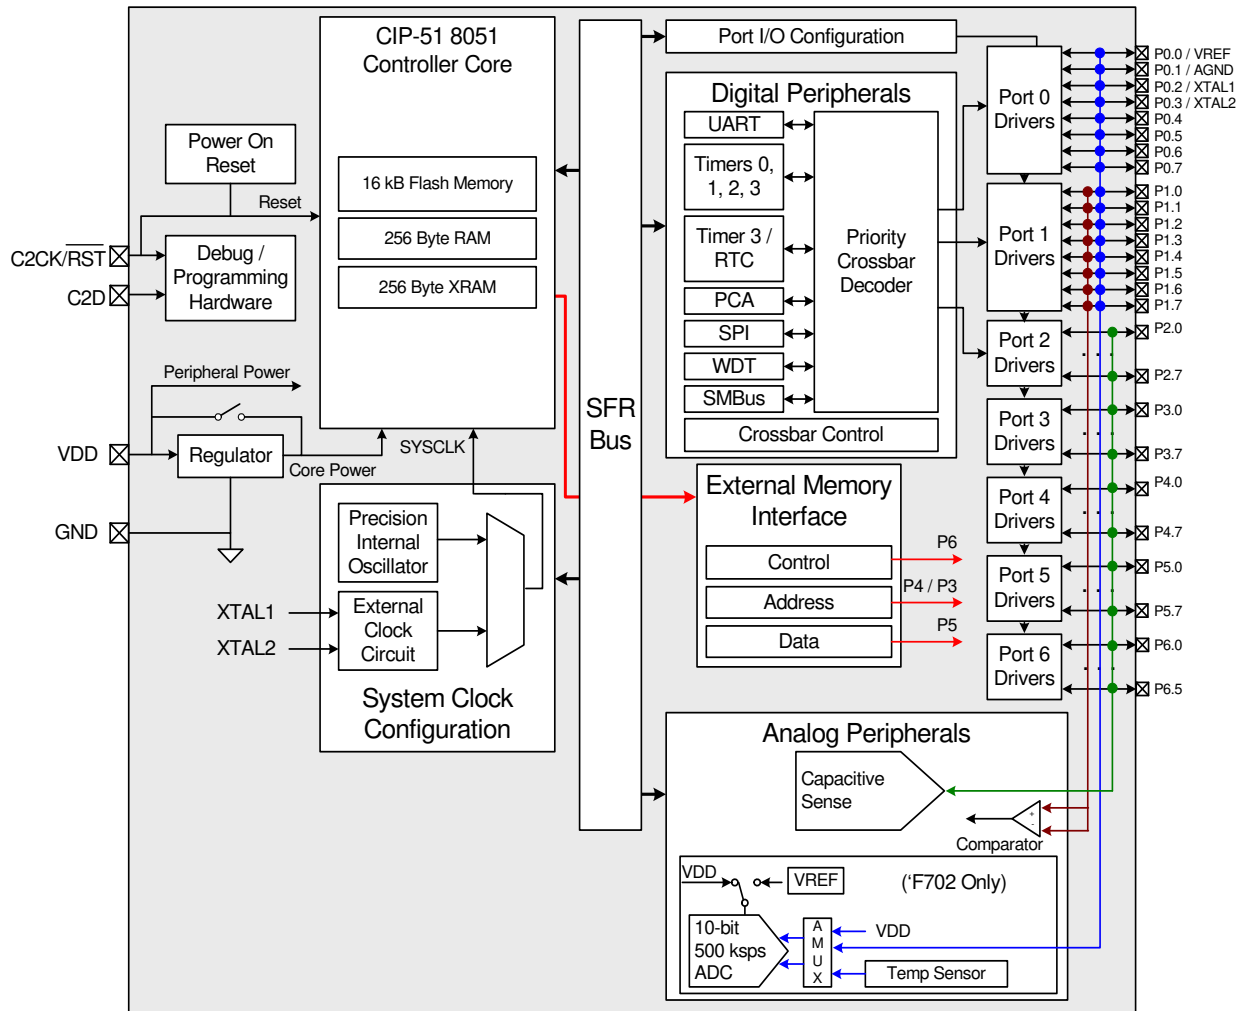 CIP-51 8051
Controller Core
Power On
Reset
Reset
16 kB Flash Memory
256 Byte RAM
256 Byte XRAM
C2CK/RST
C2D
Debug /
Programming
Hardware
Peripheral Power
VDD
Regulator
Core Power
SYSCLK
GND
Precision
Internal
Oscillator
XTAL1
XTAL2
External
Clock
Circuit
System Clock
Configuration
SFR
Bus
Port I/O Configuration
Digital Peripherals
UART
Timers 0,
1, 2, 3
Timer 3 /
RTC
PCA
SPI
WDT
SMBus
Priority
Crossbar
Decoder
Crossbar Control
External Memory
Interface
Control
Address
Data
P6
P4 / P3
P5
Port 0
Drivers
Port 1
Drivers
Port 2
Drivers
Port 3
Drivers
Port 4
Drivers
Port 5
Drivers
Port 6
Drivers
P0.0 / VREF
P0.1 / AGND
P0.2 / XTAL1
P0.3 / XTAL2
P0.4
P0.5
P0.6
P0.7
P1.0
P1.1
P1.2
P1.3
P1.4
P1.5
P1.6
P1.7
P2.0
P2.7
P3.0
P3.7
P4.0
P4.7
P5.0
P5.7
P6.0
P6.5
Analog Peripherals
Capacitive
Sense
+
-
Comparator
VDD
VREF
(‘F702 Only)
10-bit
500 ksps
ADC
A
M
U
X
VDD
Temp Sensor